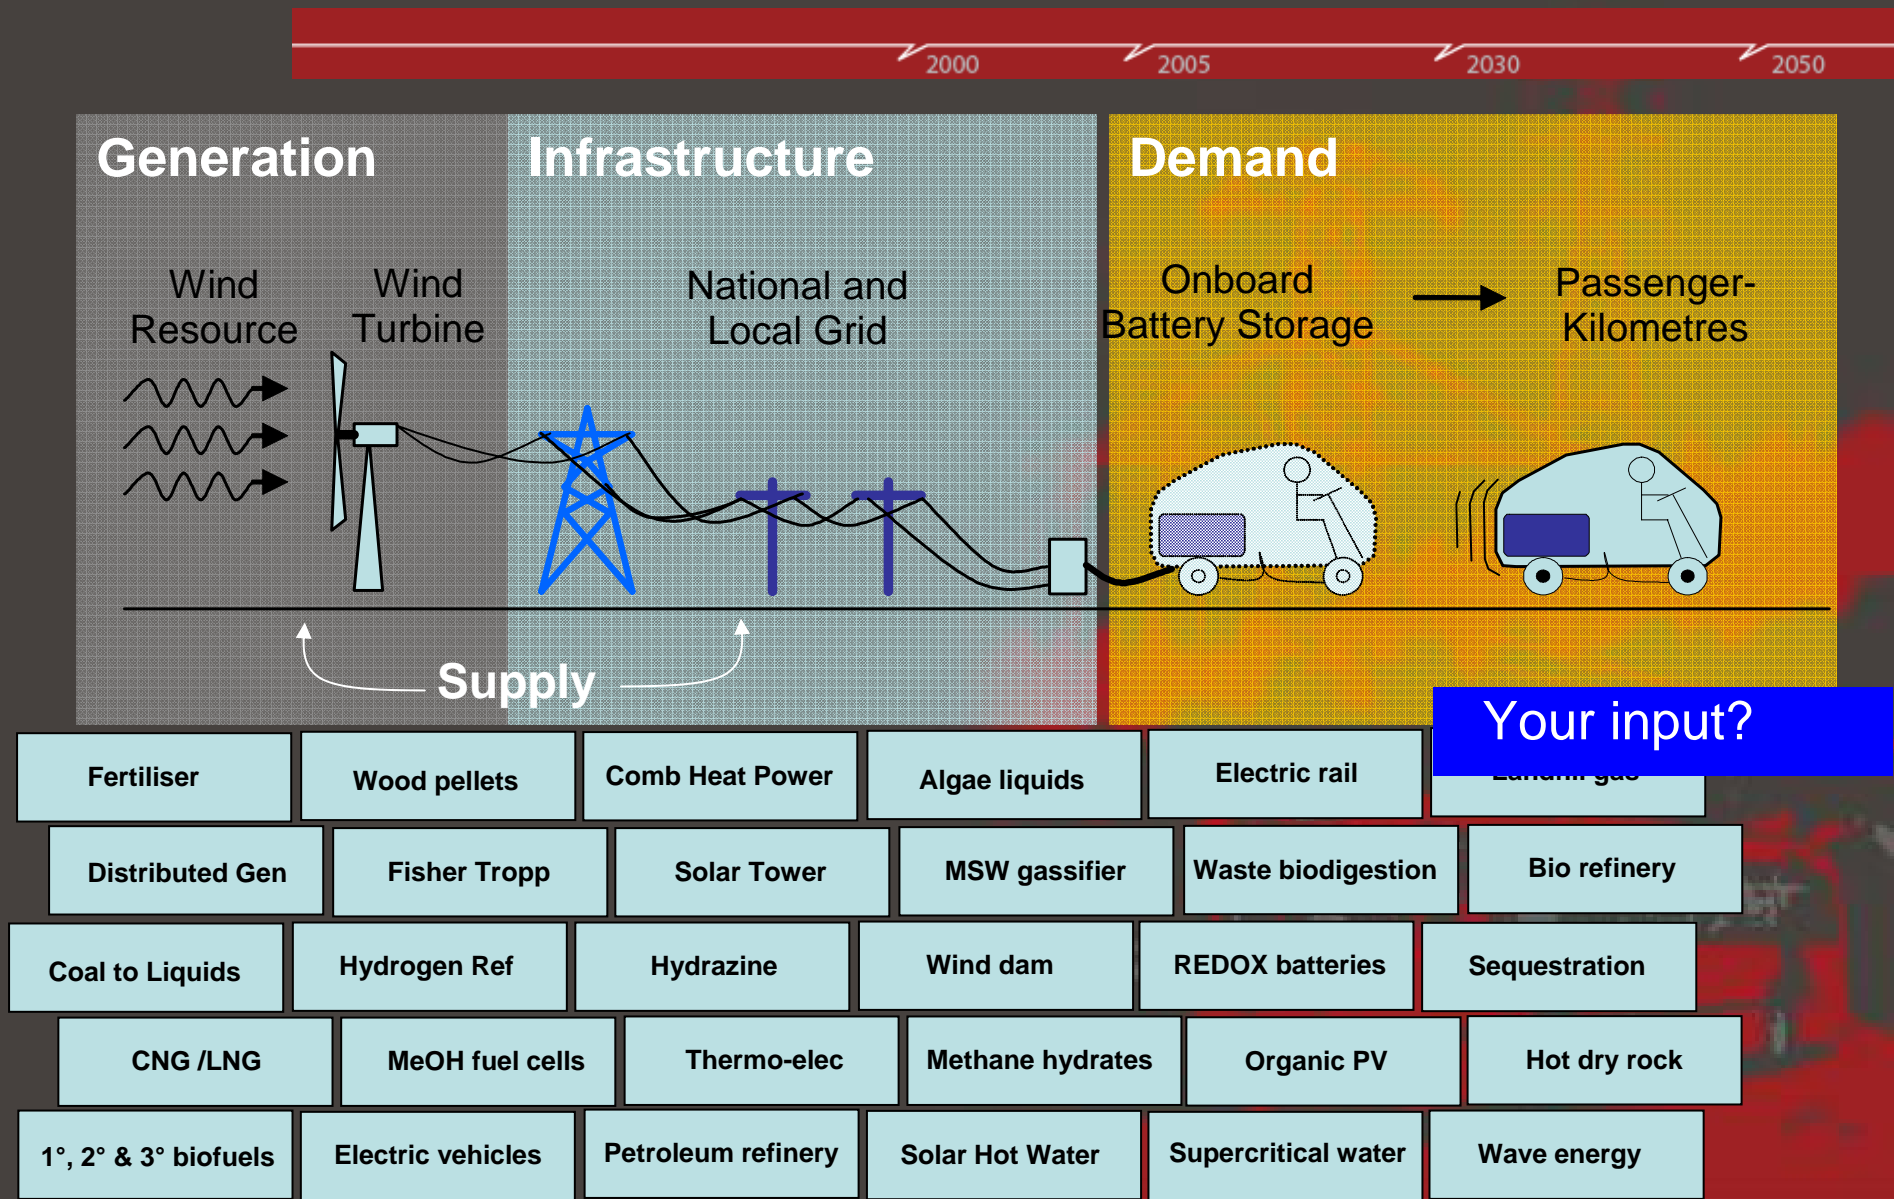 2000 2005 2030 2050
Generation Infrastructure Demand
Wind
Resource
Wind
Turbine
National and
Local Grid
Onboard
Battery Storage
Passenger-
Kilometres
Supply
Your input?
Fertiliser
Wood pellets
Comb Heat Power
Algae liquids
Electric rail
Landfill gas
Distributed Gen
Fisher Tropp
Solar Tower
MSW gassifier
Waste biodigestion
Bio refinery
Coal to Liquids
Hydrogen Ref
Hydrazine
Wind dam
REDOX batteries
Sequestration
CNG /LNG
MeOH fuel cells
Thermo-elec
Methane hydrates
Organic PV
Hot dry rock
1°, 2° & 3° biofuels
Electric vehicles
Petroleum refinery
Solar Hot Water
Supercritical water
Wave energy